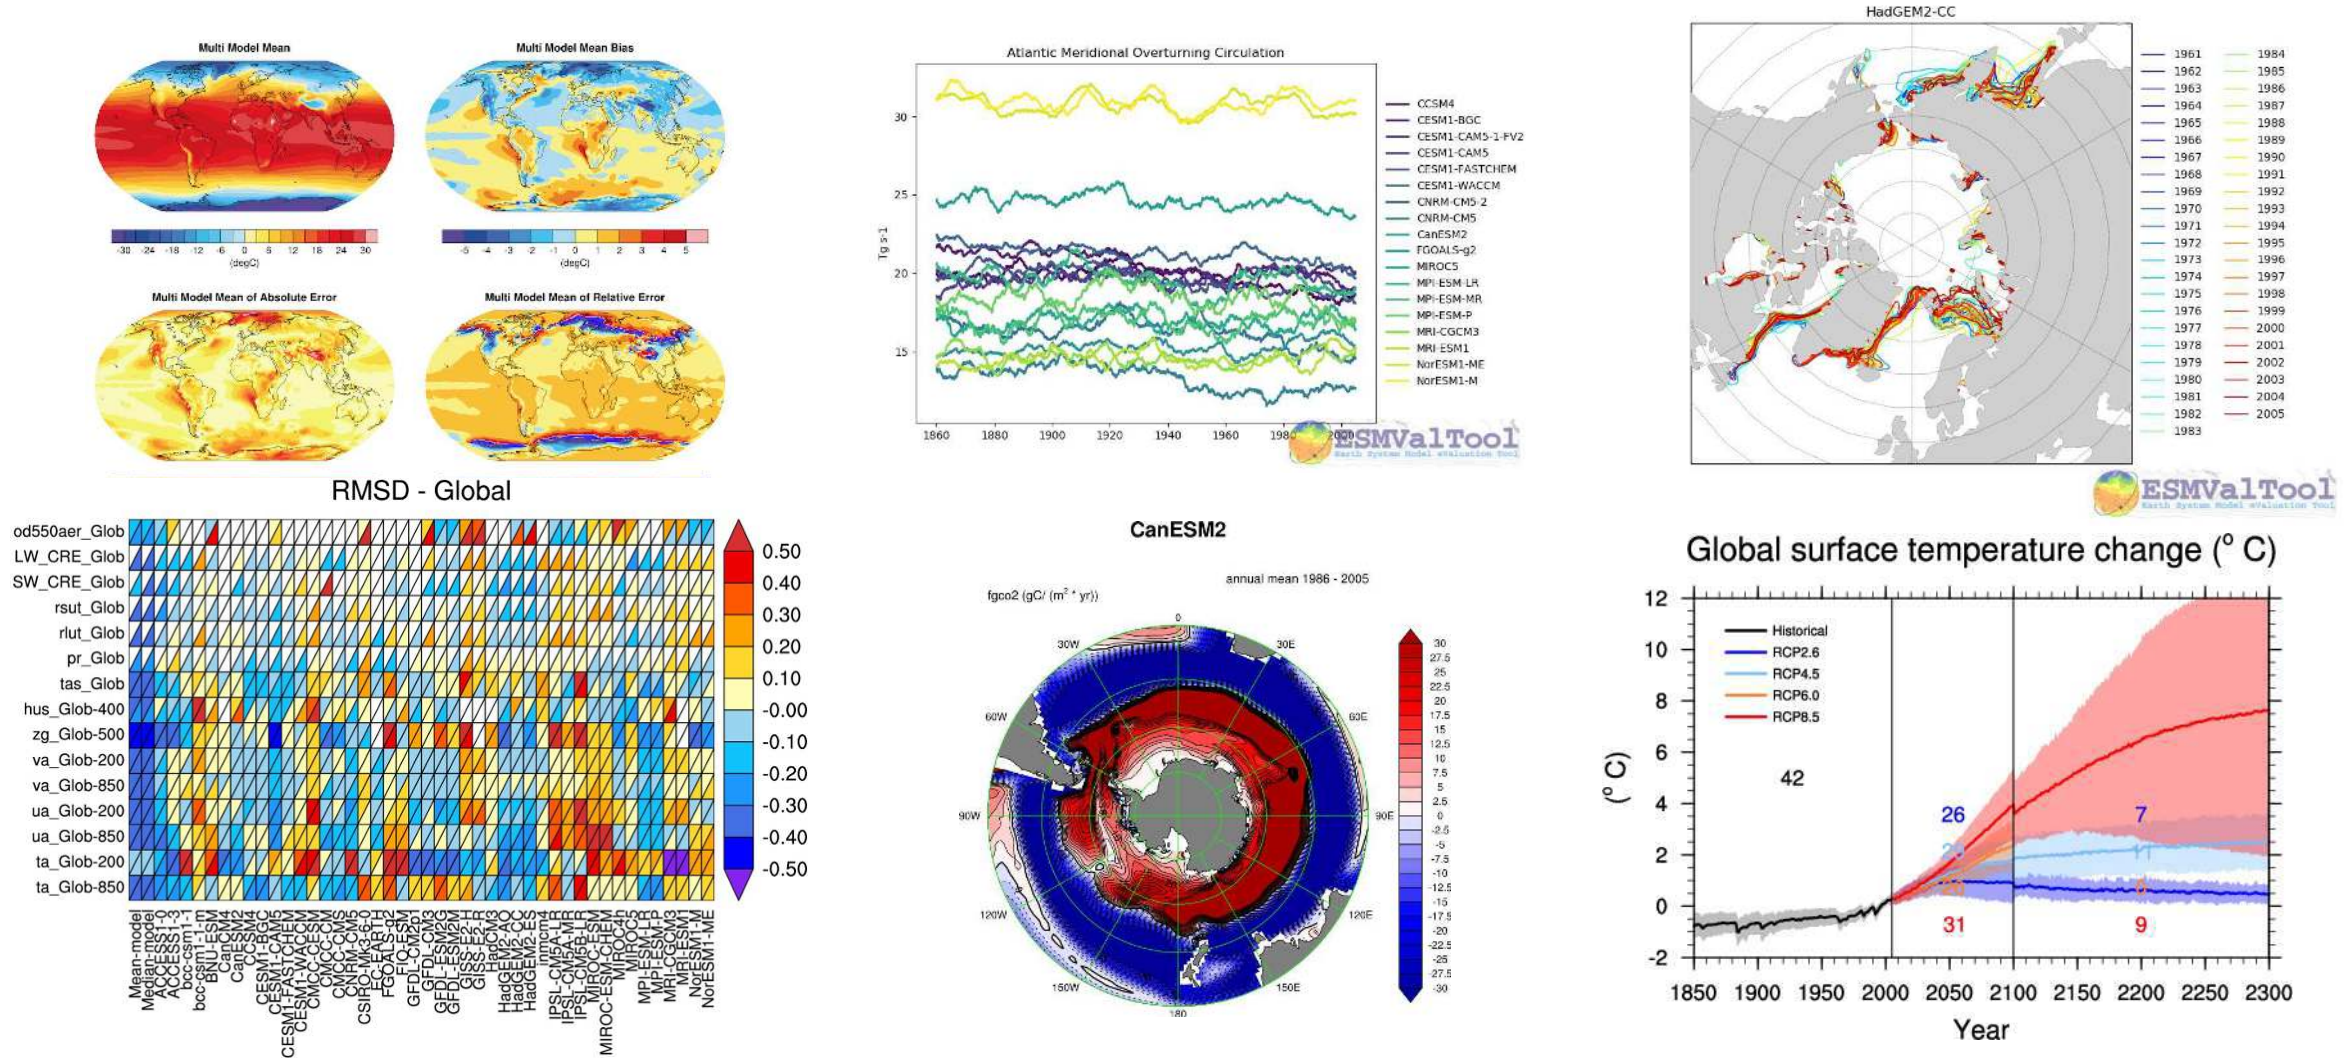 Multi Model Mean
-30 -24 -18 -12 -6 0 6 12 18 24 30
(degC)
Multi Model Mean Bias
-5 -4 -3 -2 -1 0 1 2 3 4 5
(degC)
Multi Model Mean of Absolute Error
Multi Model Mean of Relative Error
Atlantic Meridional Overturning Circulation
Tg s-1
30
25
20
15
1860 1880 1900 1920 1940 1960 1980 2000
CCSM4
CESM1-BGC
CESM1-CAM5-1-FV2
CESM1-CAM5
CESM1-FASTCHEM
CESM1-WACCM
CNRM-CM5-2
CNRM-CM5
CanESM2
FGOALS-g2
MIROC5
MPI-ESM-LR
MPI-ESM-MR
MPI-ESM-P
MRI-CGCM3
MRI-ESM1
NorESM1-ME
NorESM1-M
ESMValTool
Earth System Model eValuation Tool
HadGEM2-CC
1961 1984
1962 1985
1963 1986
1964 1987
1965 1988
1966 1989
1967 1990
1968 1991
1969 1992
1970 1993
1971 1994
1972 1995
1973 1996
1974 1997
1975 1998
1976 1999
1977 2000
1978 2001
1979 2002
1980 2003
1981 2004
1982 2005
1983
ESMValTool
Earth System Model eValuation Tool
RMSD - Global
od550aer_Glob
LW_CRE_Glob
SW_CRE_Glob
rsut_Glob
rlut_Glob
pr_Glob
tas_Glob
hus_Glob-400
zg_Glob-500
va_Glob-200
va_Glob-850
ua_Glob-200
ua_Glob-850
ta_Glob-200
ta_Glob-850
0.50
0.40
0.30
0.20
0.10
-0.00
-0.10
-0.20
-0.30
-0.40
-0.50
Mean-model
Median-model
ACCESS1-0
ACCESS1-3
bcc-csm1-1
bcc-csm1-1-m
BNU-ESM
CanCM4
CanESM2
CCSM4
CESM1-BGC
CESM1-CAM5
CESM1-FASTCHEM
CESM1-WACCM
CMCC-CESM
CMCC-CM
CMCC-CMS
CNRM-CM5
CSIRO-Mk3-6-0
EC-EARTH
FGOALS-g2
FIO-ESM
GFDL-CM2p1
GFDL-CM3
GFDL-ESM2G
GFDL-ESM2M
GISS-E2-H
GISS-E2-R
HadCM3
HadGEM2-AO
HadGEM2-CC
HadGEM2-ES
inmcm4
IPSL-CM5A-LR
IPSL-CM5A-MR
IPSL-CM5B-LR
MIROC-ESM
MIROC-ESM-CHEM
MIROC4h
MIROC5
MPI-ESM-LR
MPI-ESM-P
MRI-CGCM3
MRI-ESM1
NorESM1-M
NorESM1-ME
CanESM2
fgco2 (gC/ (m² * yr))
annual mean 1986 - 2005
0
30E
60E
90E
120E
150E
180
150W
120W
90W
60W
30W
30
27.5
25
22.5
20
17.5
15
12.5
10
7.5
5
2.5
0
-2.5
-5
-7.5
-10
-12.5
-15
-17.5
-20
-22.5
-25
-27.5
-30
Global surface temperature change (° C)
(° C)
12
10
8
6
4
2
0
-2
Historical
RCP2.6
RCP4.5
RCP6.0
RCP8.5
42
26
31
7
11
9
1850 1900 1950 2000 2050 2100 2150 2200 2250 2300
Year